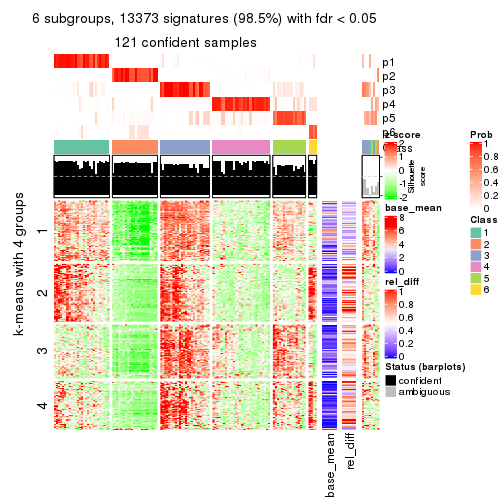 6 subgroups, 13373 signatures (98.5%) with fdr < 0.05
121 confident samples
p1
p2
p3
p4
p5
p6
Class
Silhouette
score
k-means with 4 groups
1
2
3
4
base_mean
rel_diff
z-score
2
1
0
-1
-2
base_mean
8
6
4
2
0
rel_diff
1
0.8
0.6
0.4
0.2
0
Status (barplots)
confident
ambiguous
Prob
1
0.8
0.6
0.4
0.2
0
Class
1
2
3
4
5
6